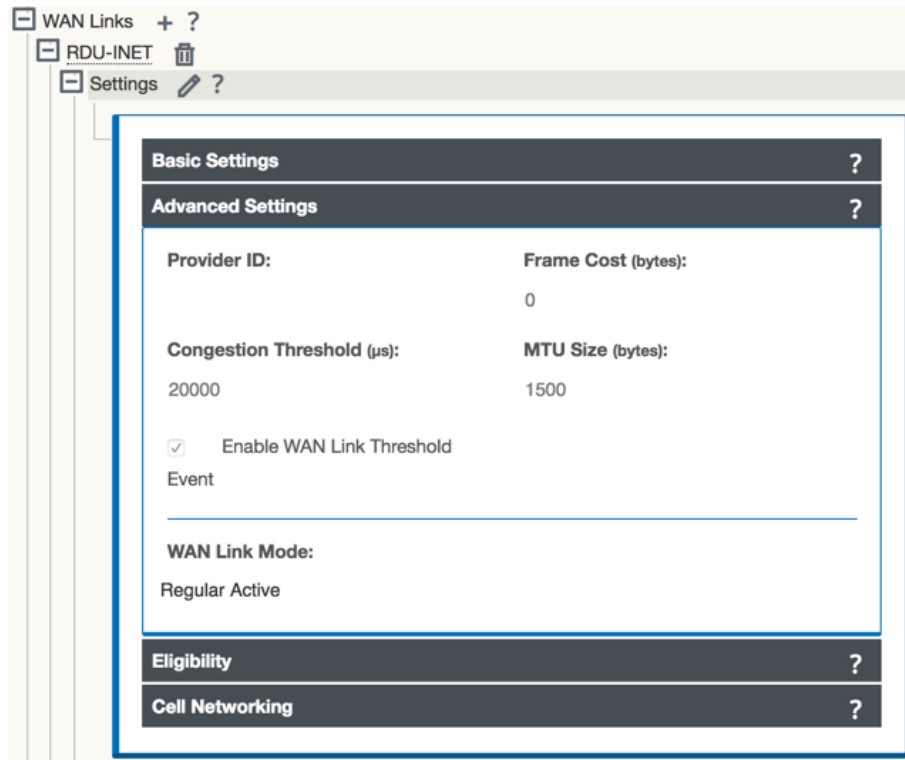 WAN Links + ?
RDU-INET
Settings ?
Basic Settings ?
Advanced Settings ?
Provider ID: Frame Cost (bytes):
0
Congestion Threshold (μs): MTU Size (bytes):
20000 1500
Enable WAN Link Threshold
Event
WAN Link Mode:
Regular Active
Eligibility ?
Cell Networking ?